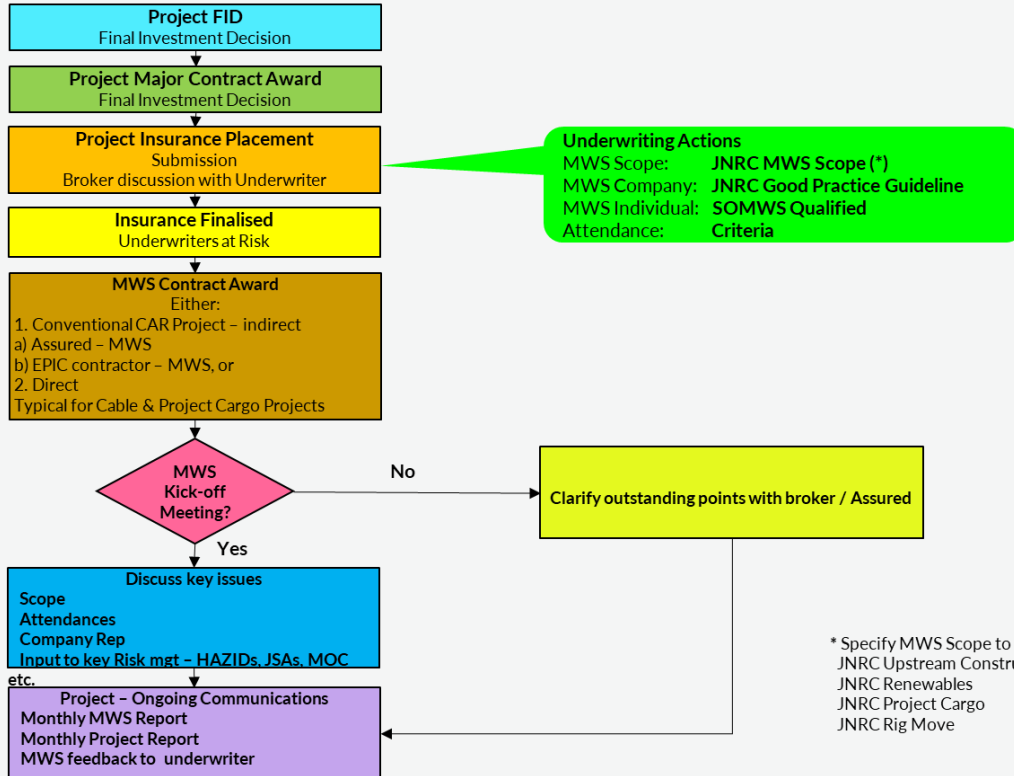 Project FID
Final Investment Decision
Project Major Contract Award
Final Investment Decision
Project Insurance Placement
Submission
Broker discussion with Underwriter
Underwriting Actions
MWS Scope: JNRC MWS Scope (*)
MWS Company: JNRC Good Practice Guideline
MWS Individual: SOMWS Qualified
Attendance: Criteria
Insurance Finalised
Underwriters at Risk
MWS Contract Award
Either:
1. Conventional CAR Project – indirect
a) Assured – MWS
b) EPIC contractor – MWS, or
2. Direct
Typical for Cable & Project Cargo Projects
MWS
Kick-off
Meeting?
No
Clarify outstanding points with broker / Assured
Yes
Discuss key issues
Scope
Attendances
Company Rep
Input to key Risk mgt – HAZIDs, JSAs, MOC
etc.
Project – Ongoing Communications
Monthly MWS Report
Monthly Project Report
MWS feedback to underwriter
* Specify MWS Scope to
JNRC Upstream
JNRC Renewables
JNRC Project Cargo
JNRC Rig Move